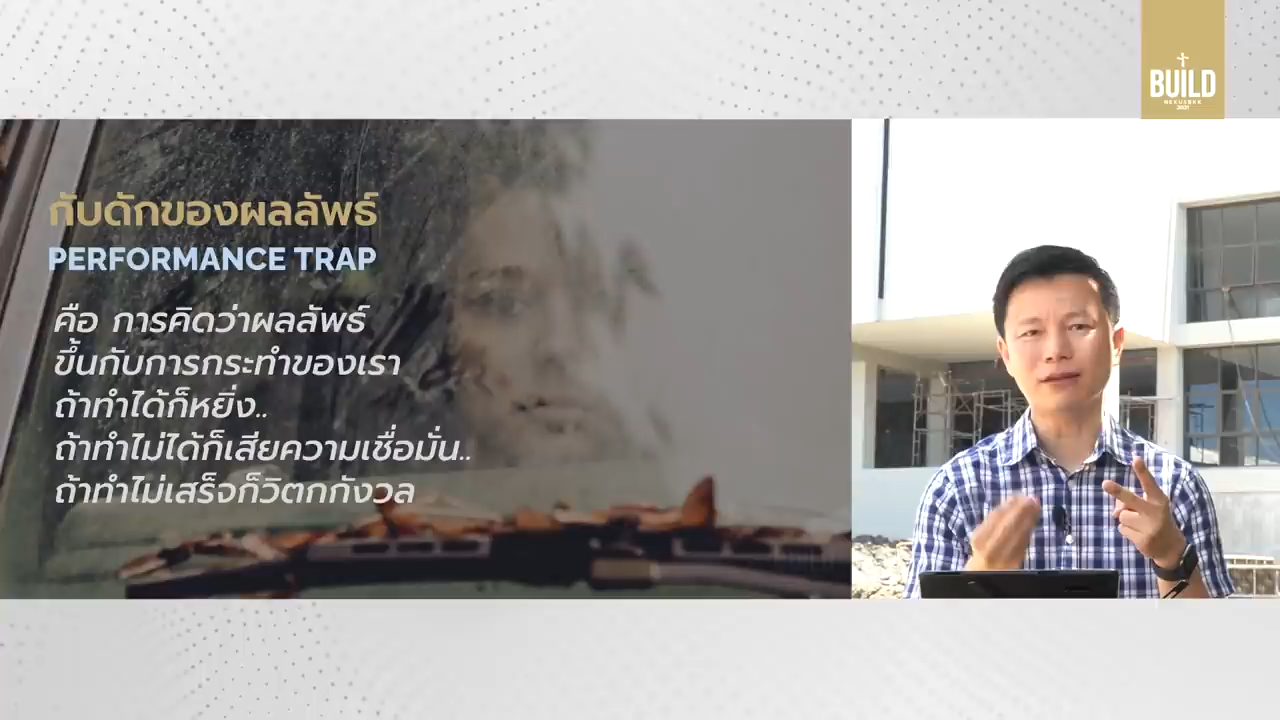 BUILD
NEXUSBKK
2021
กับดักของผลลัพธ์
PERFORMANCE TRAP
คือ การคิดว่าผลลัพธ์
ขึ้นกับการกระทำของเรา
ถ้าทำได้ก็หยิ่ง..
ถ้าทำไม่ได้ก็เสียความเชื่อมั่น..
ถ้าทำไม่เสร็จก็วิตกกังวล